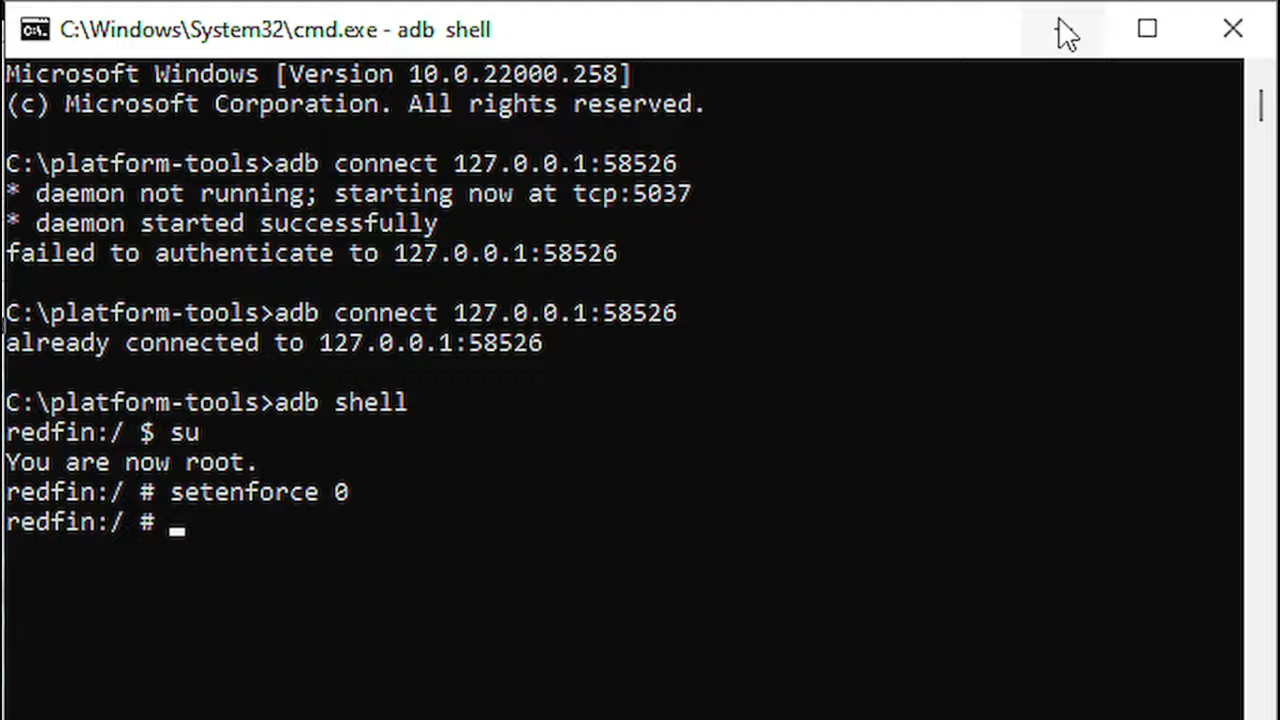 C:\Windows\System32\cmd.exe - adb  shell
Microsoft Windows [Version 10.0.22000.258]
(c) Microsoft Corporation. All rights reserved.
C:\platform-tools>adb connect 127.0.0.1:58526
* daemon not running; starting now at tcp:5037
* daemon started successfully
failed to authenticate to 127.0.0.1:58526
C:\platform-tools>adb connect 127.0.0.1:58526
already connected to 127.0.0.1:58526
C:\platform-tools>adb shell
redfin:/ $ su
You are now root.
redfin:/ # setenforce 0
redfin:/ #